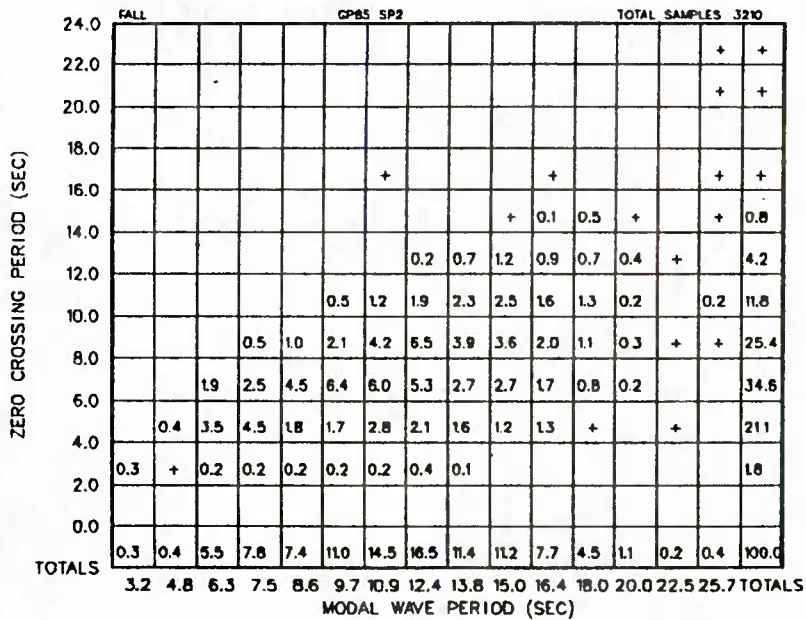 FALL GP85 SP2 TOTAL SAMPLES 3210
24.0
+ +
22.0
+ +
20.0
18.0
+ + + +
16.0
+ 0.1 0.5 + + 0.8
14.0
0.2 0.7 1.2 0.9 0.7 0.4 + 4.2
12.0
0.5 1.2 1.9 2.3 2.5 1.6 1.3 0.2 0.2 11.8
10.0
0.5 1.0 2.1 4.2 6.5 3.9 3.6 2.0 1.1 0.3 + + 25.4
8.0
1.9 2.5 4.5 6.4 6.0 5.3 2.7 2.7 1.7 0.8 0.2 34.6
6.0
0.4 3.5 4.5 1.8 1.7 2.8 2.1 1.6 1.2 1.3 + + 21.1
4.0
0.3 + 0.2 0.2 0.2 0.2 0.2 0.4 0.1 1.8
2.0
0.0
0.3 0.4 5.5 7.8 7.4 11.0 14.5 16.5 11.4 11.2 7.7 4.5 1.1 0.2 0.4 100.0
TOTALS
3.2 4.8 6.3 7.5 8.6 9.7 10.9 12.4 13.8 15.0 16.4 18.0 20.0 22.5 25.7 TOTALS
MODAL WAVE PERIOD (SEC)
ZERO CROSSING PERIOD (SEC)